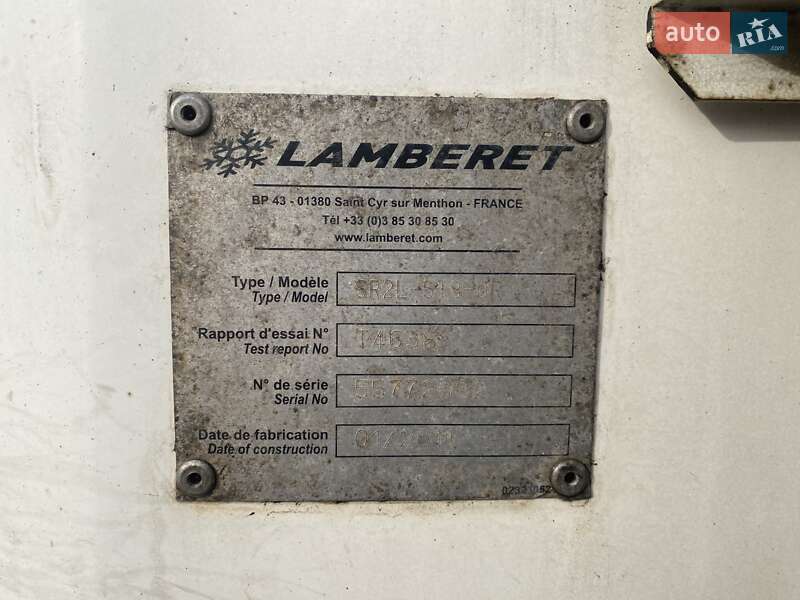 auto RIA
.com
LAMBERET
BP 43 - 01380 Saint Cyr sur Menthon - FRANCE
Tél +33 (0)3 85 30 85 30
www.lamberet.com
Type / Modèle
Type / Model
Rapport d'essai N°
Test report No
N° de série
Serial No
Date de fabrication
Date of construction